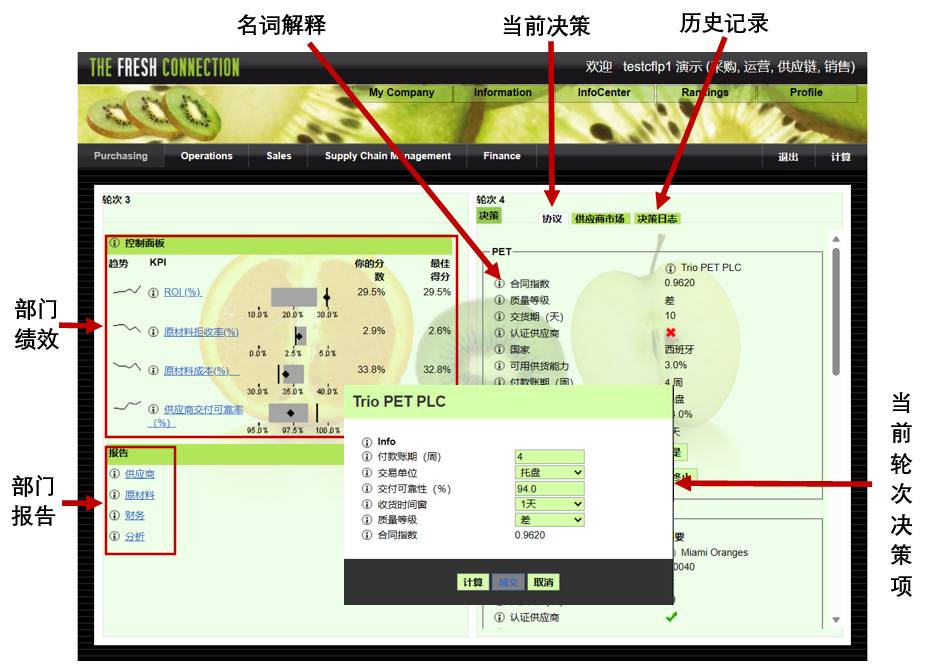 名词解释
当前决策
历史记录
THE FRESH CONNECTION
欢迎 testcflp1 演示 (采购, 运营, 供应链, 销售)
My Company Information InfoCenter Rankings Profile
Purchasing Operations Sales Supply Chain Management Finance 退出 计算
轮次 3
控制面板
趋势 KPI 你的分数 最佳得分
ROI (%) 29.5% 29.5%
10.0% 20.0% 30.0%
原材料拒收率(%) 2.9% 2.6%
0.0% 2.5% 5.0%
原材料成本(%) 33.8% 32.8%
30.0% 35.0% 40.0%
供应商交付可靠率(%)
95.0% 97.5% 100.0%
报告
供应商
原材料
财务
分析
部门绩效
部门报告
轮次 4
决策 协议 供应商市场 决策日志
PET
Trio PET PLC
合同指数 0.9620
质量等级 差
交货期 (天) 10
认证供应商
国家 西班牙
可用供货能力 3.0%
付款账期 (周) 4 周
盘
4.0%
天
是
终止
要
Miami Oranges
0040
认证供应商
Trio PET PLC
Info
付款账期 (周) 4
交易单位 托盘
交付可靠性 (%) 94.0
收货时间窗 1天
质量等级 差
合同指数 0.9620
计算 成交 取消
当前轮次决策项